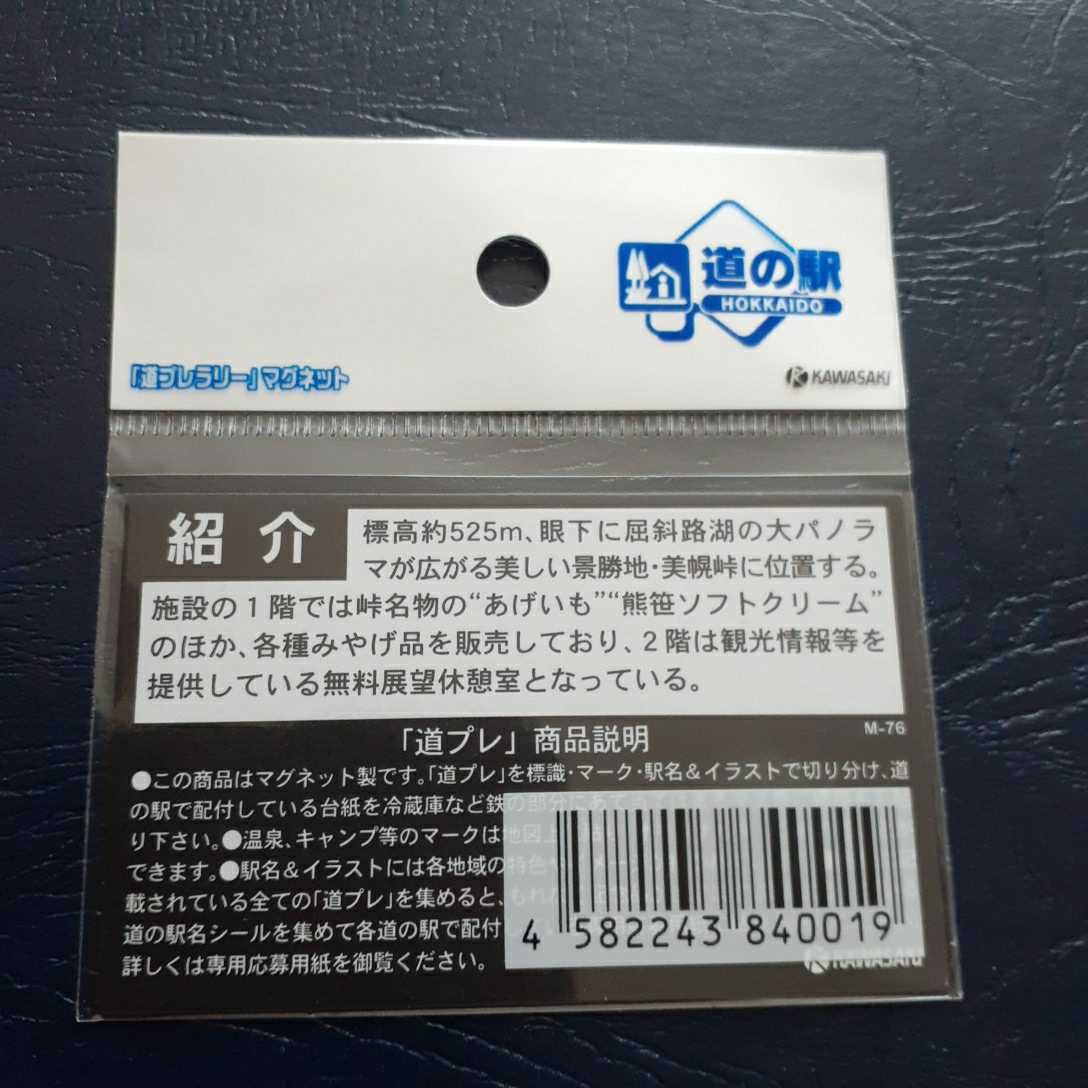 道の駅
HOKKAIDO
「道プレラリー」マグネット
KAWASAKI
紹介
標高約525m、眼下に屈斜路湖の大パノラ
マが広がる美しい景勝地・美幌峠に位置する。
施設の1階では峠名物の“あげいも”“熊笹ソフトクリーム”
のほか、各種みやげ品を販売しており、2階は観光情報等を
提供している無料展望休憩室となっている。
M-76
「道プレ」商品説明
●この商品はマグネット製です。「道プレ」を標識・マーク・駅名&イラストで切り分け、道
の駅で配付している台紙を冷蔵庫など鉄の部分にあて
り下さい。●温泉、キャンプ等のマークは地図上
できます。●駅名&イラストには各地域の特色や
載されている全ての「道プレ」を集めると、もれ
道の駅名シールを集めて各道の駅で配付
詳しくは専用応募用紙を御覧ください。
4 582243 840019
KAWASAKI